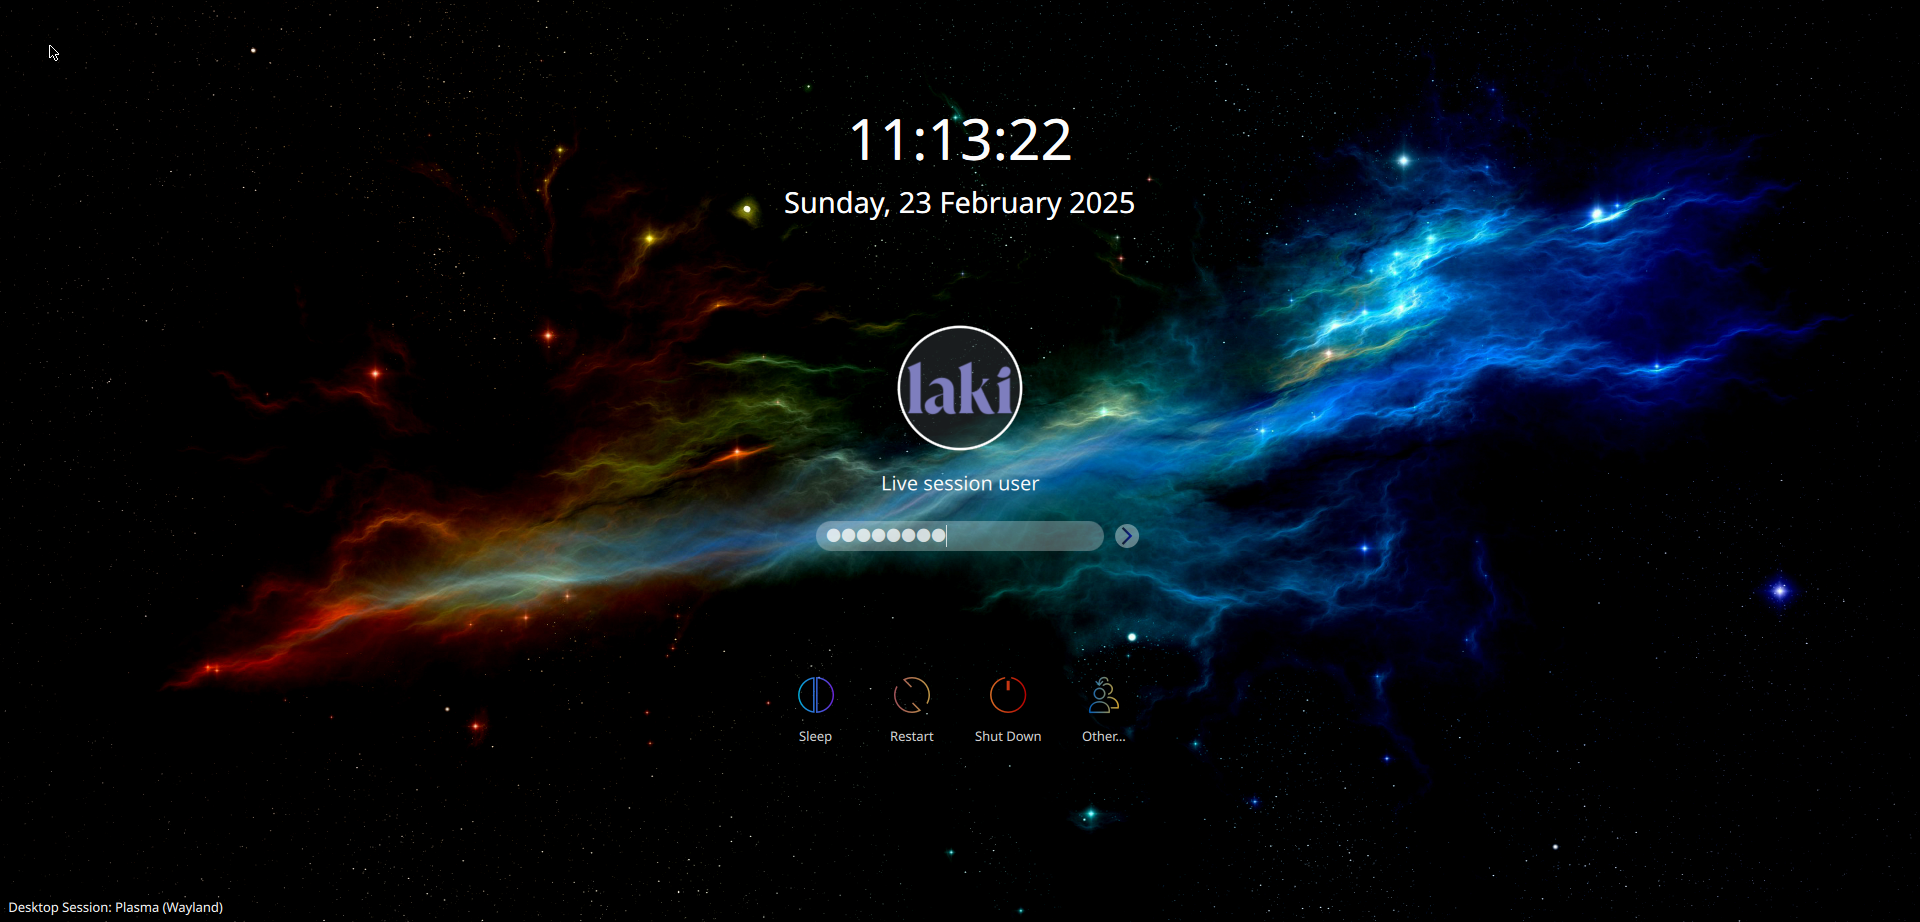 11:13:22
Sunday, 23 February 2025
laki
Live session user
Sleep
Restart
Shut Down
Other...
Desktop Session: Plasma (Wayland)